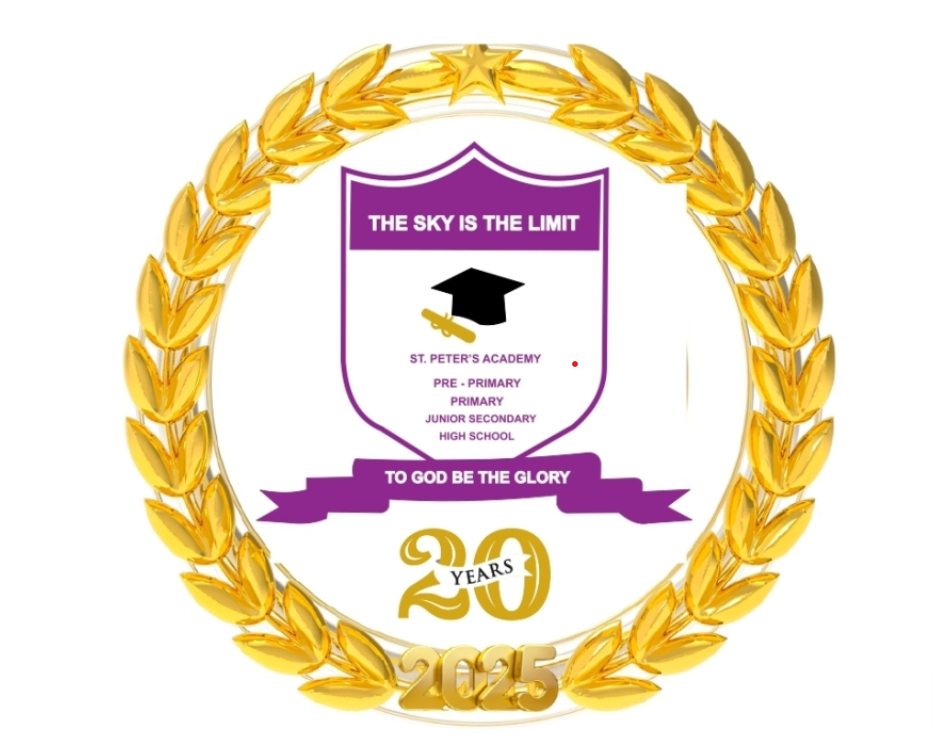 THE SKY IS THE LIMIT
ST. PETER'S ACADEMY
PRE - PRIMARY
PRIMARY
JUNIOR SECONDARY
HIGH SCHOOL
TO GOD BE THE GLORY
20
YEARS
2025